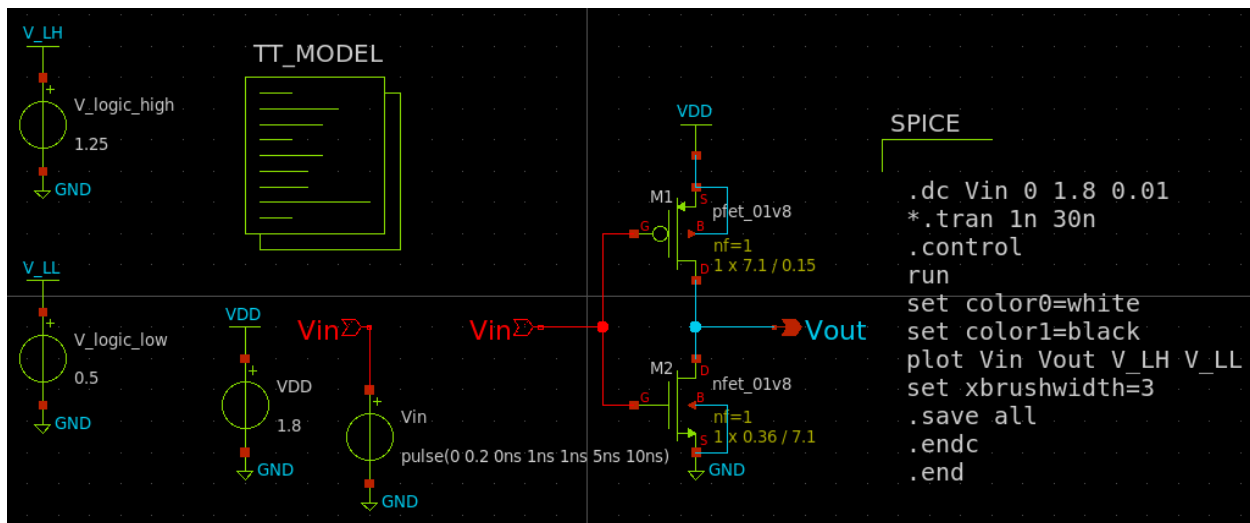 V_LH
+
V_logic_high
1.25
GND
TT_MODEL
V_LL
+
V_logic_low
0.5
GND
VDD
+
VDD
1.8
GND
Vin
+
Vin
pulse(0 0.2 0ns 1ns 1ns 5ns 10ns)
GND
VDD
M1
S
pfet_01v8
G
B
nf=1
D
1 x 7.1 / 0.15
Vin
Vout
M2
D
nfet_01v8
G
B
nf=1
S
1 x 0.36 / 7.1
GND
SPICE
.dc Vin 0 1.8 0.01
*.tran 1n 30n
.control
run
set color0=white
set color1=black
plot Vin Vout V_LH V_LL
set xbrushwidth=3
.save all
.endc
.end